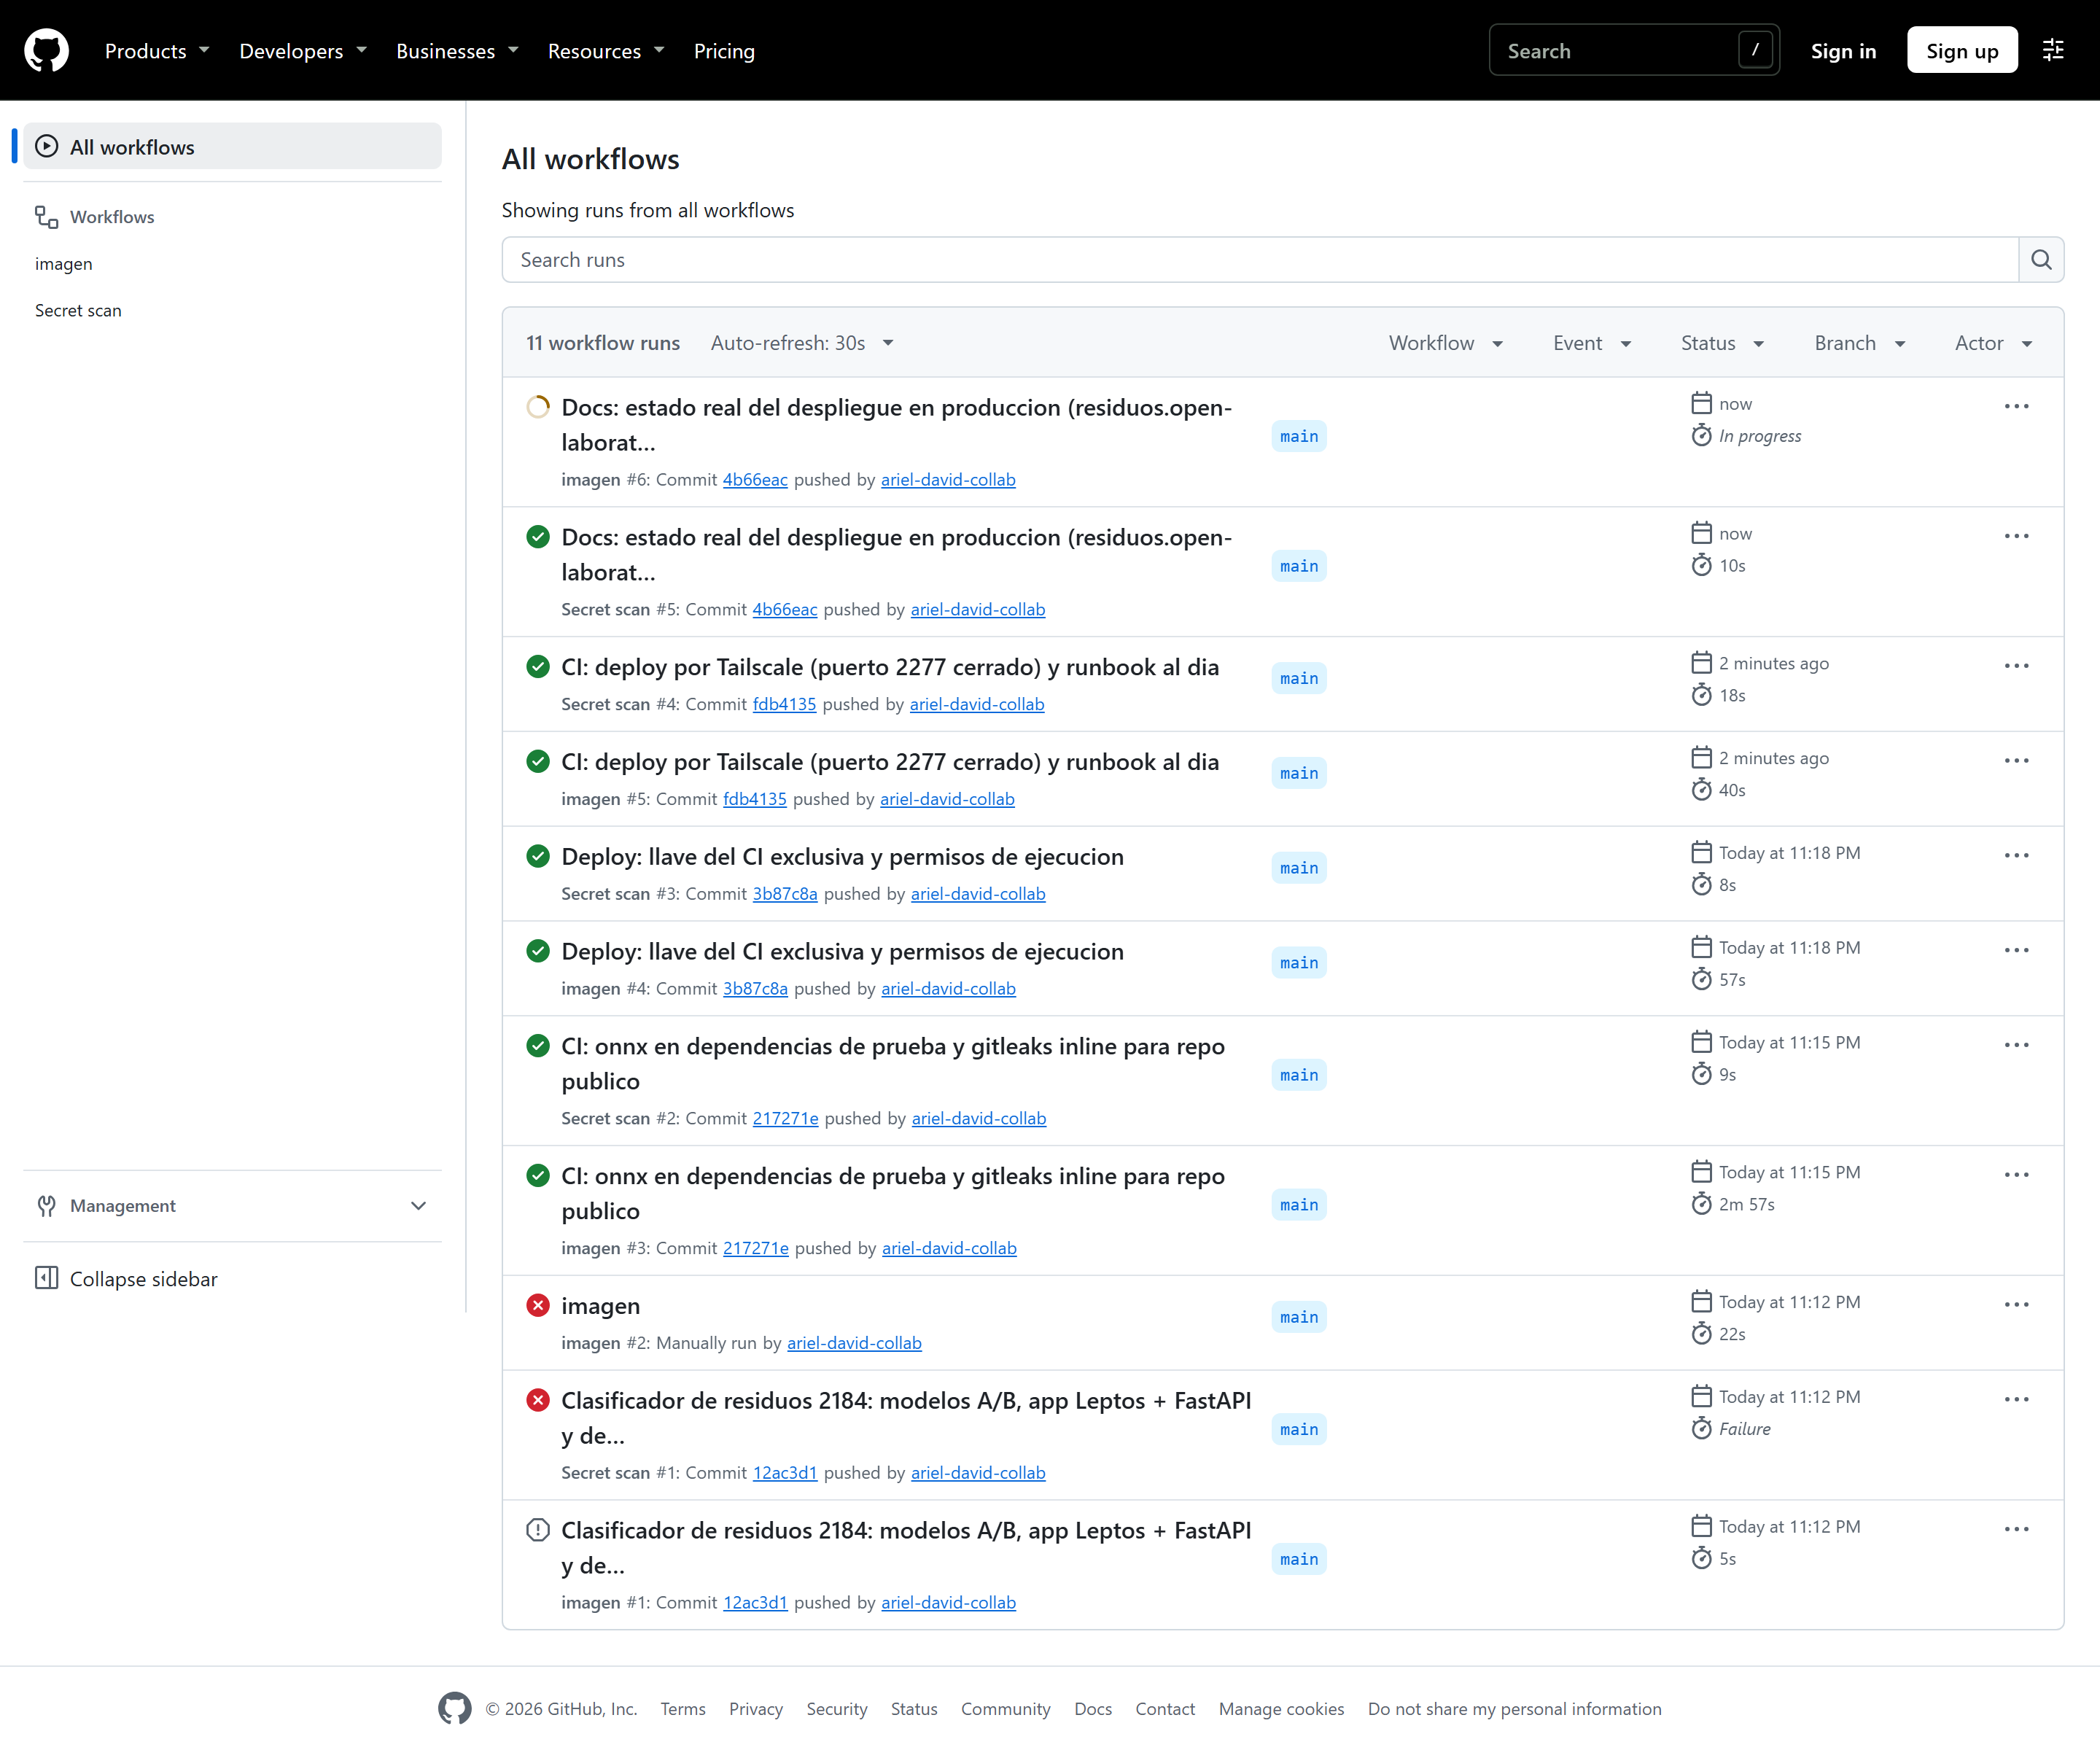 Products Developers Businesses Resources Pricing Search / Sign in Sign up
All workflows
Workflows
imagen
Secret scan
Management
Collapse sidebar
All workflows
Showing runs from all workflows
Search runs
11 workflow runs Auto-refresh: 30s Workflow Event Status Branch Actor
Docs: estado real del despliegue en produccion (residuos.open-
laborat...
imagen #6: Commit 4b66eac pushed by ariel-david-collab
main
now
In progress
Docs: estado real del despliegue en produccion (residuos.open-
laborat...
Secret scan #5: Commit 4b66eac pushed by ariel-david-collab
main
now
10s
CI: deploy por Tailscale (puerto 2277 cerrado) y runbook al dia
Secret scan #4: Commit fdb4135 pushed by ariel-david-collab
main
2 minutes ago
18s
CI: deploy por Tailscale (puerto 2277 cerrado) y runbook al dia
imagen #5: Commit fdb4135 pushed by ariel-david-collab
main
2 minutes ago
40s
Deploy: llave del CI exclusiva y permisos de ejecucion
Secret scan #3: Commit 3b87c8a pushed by ariel-david-collab
main
Today at 11:18 PM
8s
Deploy: llave del CI exclusiva y permisos de ejecucion
imagen #4: Commit 3b87c8a pushed by ariel-david-collab
main
Today at 11:18 PM
57s
CI: onnx en dependencias de prueba y gitleaks inline para repo
publico
Secret scan #2: Commit 217271e pushed by ariel-david-collab
main
Today at 11:15 PM
9s
CI: onnx en dependencias de prueba y gitleaks inline para repo
publico
imagen #3: Commit 217271e pushed by ariel-david-collab
main
Today at 11:15 PM
2m 57s
imagen
imagen #2: Manually run by ariel-david-collab
main
Today at 11:12 PM
22s
Clasificador de residuos 2184: modelos A/B, app Leptos + FastAPI
y de...
Secret scan #1: Commit 12ac3d1 pushed by ariel-david-collab
main
Today at 11:12 PM
Failure
Clasificador de residuos 2184: modelos A/B, app Leptos + FastAPI
y de...
imagen #1: Commit 12ac3d1 pushed by ariel-david-collab
main
Today at 11:12 PM
5s
© 2026 GitHub, Inc. Terms Privacy Security Status Community Docs Contact Manage cookies Do not share my personal information